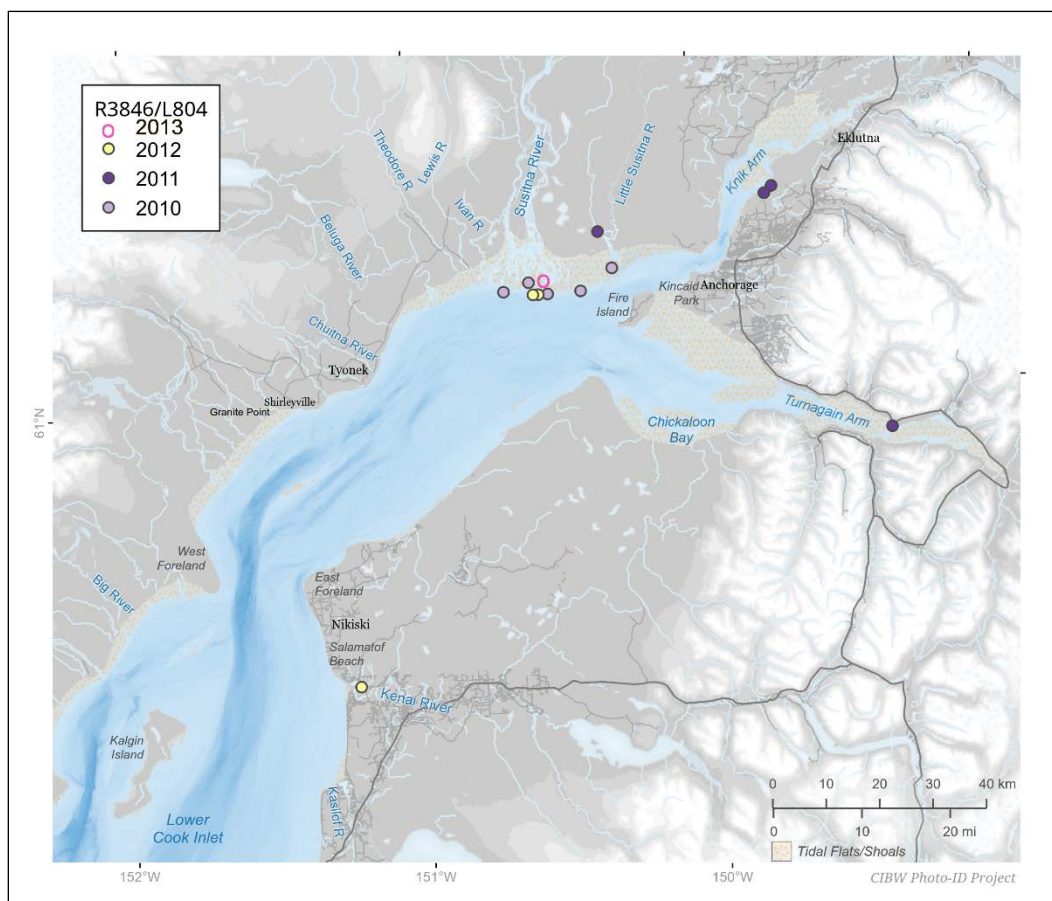 R3846/L804
2013
2012
2011
2010
Theodore R
Lewis R
Ivan R
Susitna River
Little Susitna R
Knik Arm
Eklutna
Beluga River
Fire
Island
Kincaid
Park
Anchorage
Chuitna River
Tyonek
Shirleyville
Granite Point
61°N
Chickaloon
Bay
Turnagain Arm
West
Foreland
Big River
East
Foreland
Nikiski
Salamatof
Beach
Kenai River
Kalgin
Island
Kasilof R
Lower
Cook Inlet
0 10 20 30 40 km
0 10 20 mi
Tidal Flats/Shoals
152°W
151°W
150°W
CIBW Photo-ID Project